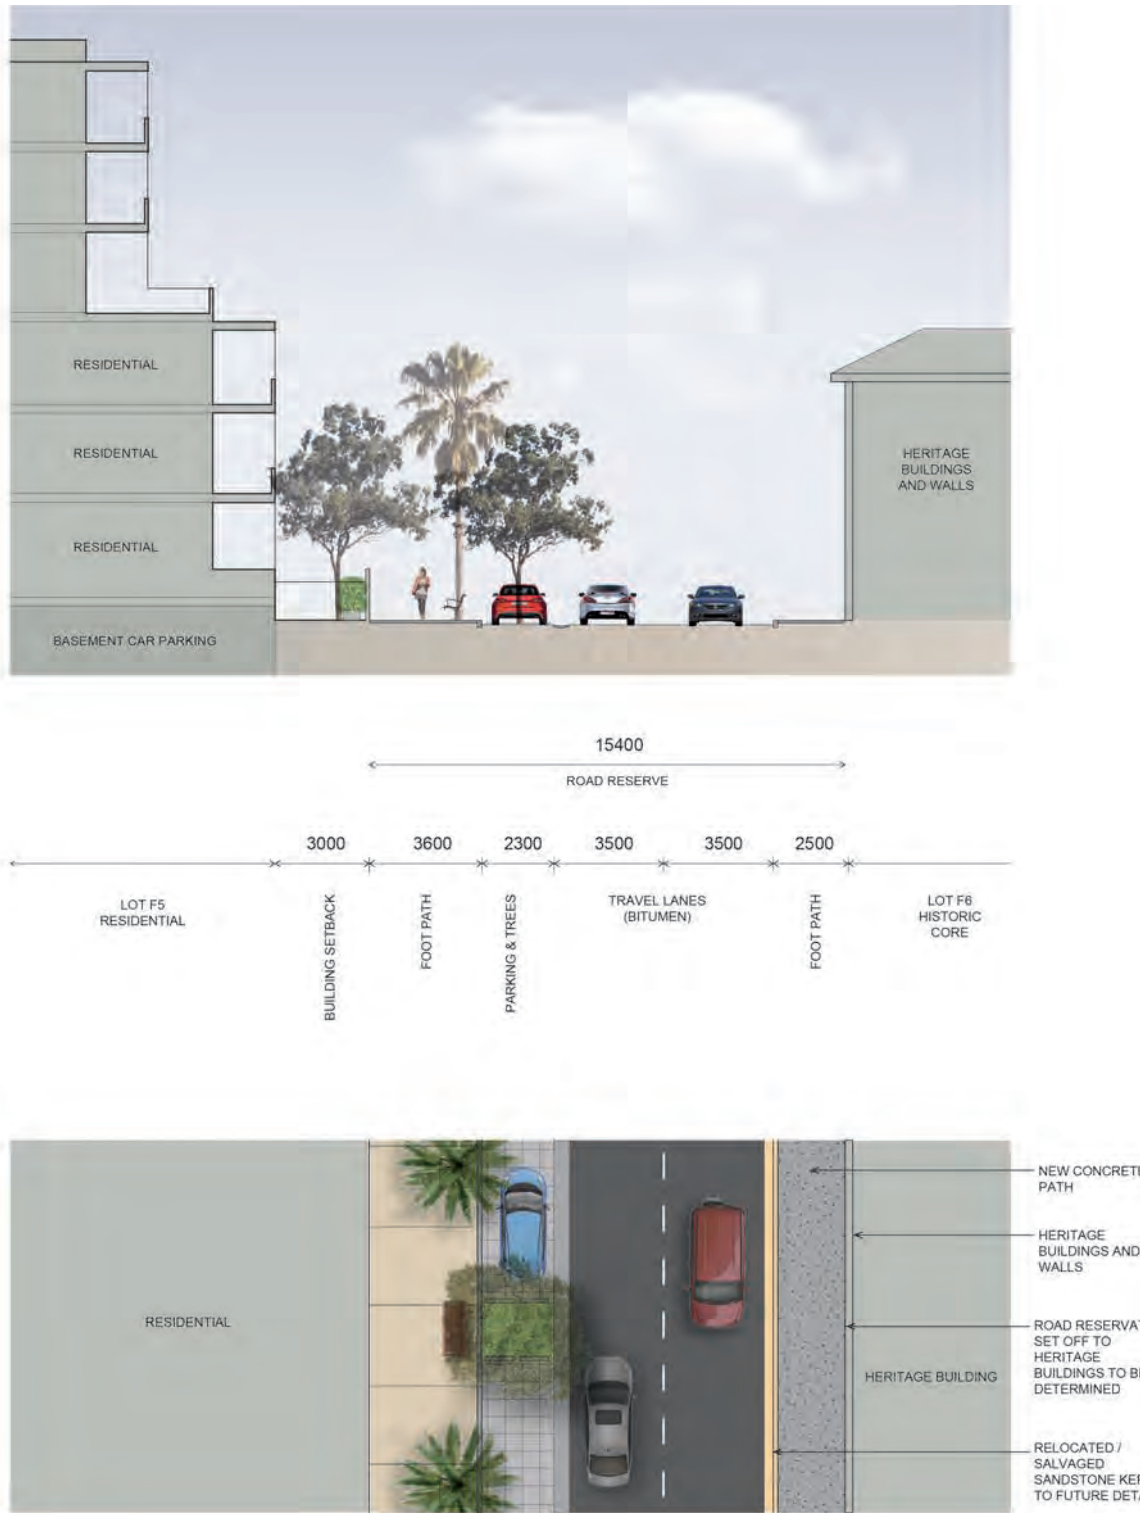 RESIDENTIAL
RESIDENTIAL
RESIDENTIAL
BASEMENT CAR PARKING
HERITAGE
BUILDINGS
AND WALLS
15400
ROAD RESERVE
3000
3600
2300
3500
3500
2500
LOT F5
RESIDENTIAL
BUILDING SETBACK
FOOT PATH
PARKING & TREES
TRAVEL LANES
(BITUMEN)
FOOT PATH
LOT F6
HISTORIC
CORE
RESIDENTIAL
HERITAGE BUILDING
NEW CONCRETE
PATH
HERITAGE
BUILDINGS AND
WALLS
ROAD RESERVAT
SET OFF TO
HERITAGE
BUILDINGS TO BE
DETERMINED
RELOCATED /
SALVAGED
SANDSTONE KER
TO FUTURE DETA